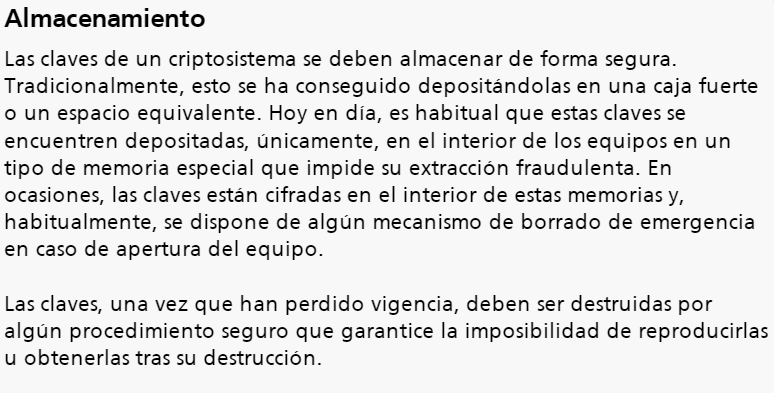 Almacenamiento
Las claves de un criptosistema se deben almacenar de forma segura.
Tradicionalmente, esto se ha conseguido depositándolas en una caja fuerte
o un espacio equivalente. Hoy en día, es habitual que estas claves se
encuentren depositadas, únicamente, en el interior de los equipos en un
tipo de memoria especial que impide su extracción fraudulenta. En
ocasiones, las claves están cifradas en el interior de estas memorias y,
habitualmente, se dispone de algún mecanismo de borrado de emergencia
en caso de apertura del equipo.
Las claves, una vez que han perdido vigencia, deben ser destruidas por
algún procedimiento seguro que garantice la imposibilidad de reproducirlas
u obtenerlas tras su destrucción.